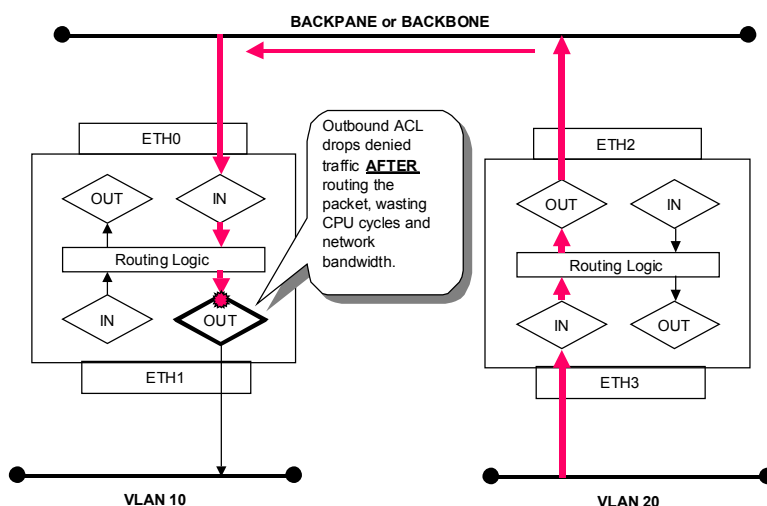 BACKPANE or BACKBONE
ETH0
Outbound ACL
drops denied
traffic AFTER
routing the
packet, wasting
CPU cycles and
network
bandwidth.
ETH2
OUT
IN
OUT
IN
Routing Logic
Routing Logic
IN
OUT
IN
OUT
ETH1
ETH3
VLAN 10
VLAN 20